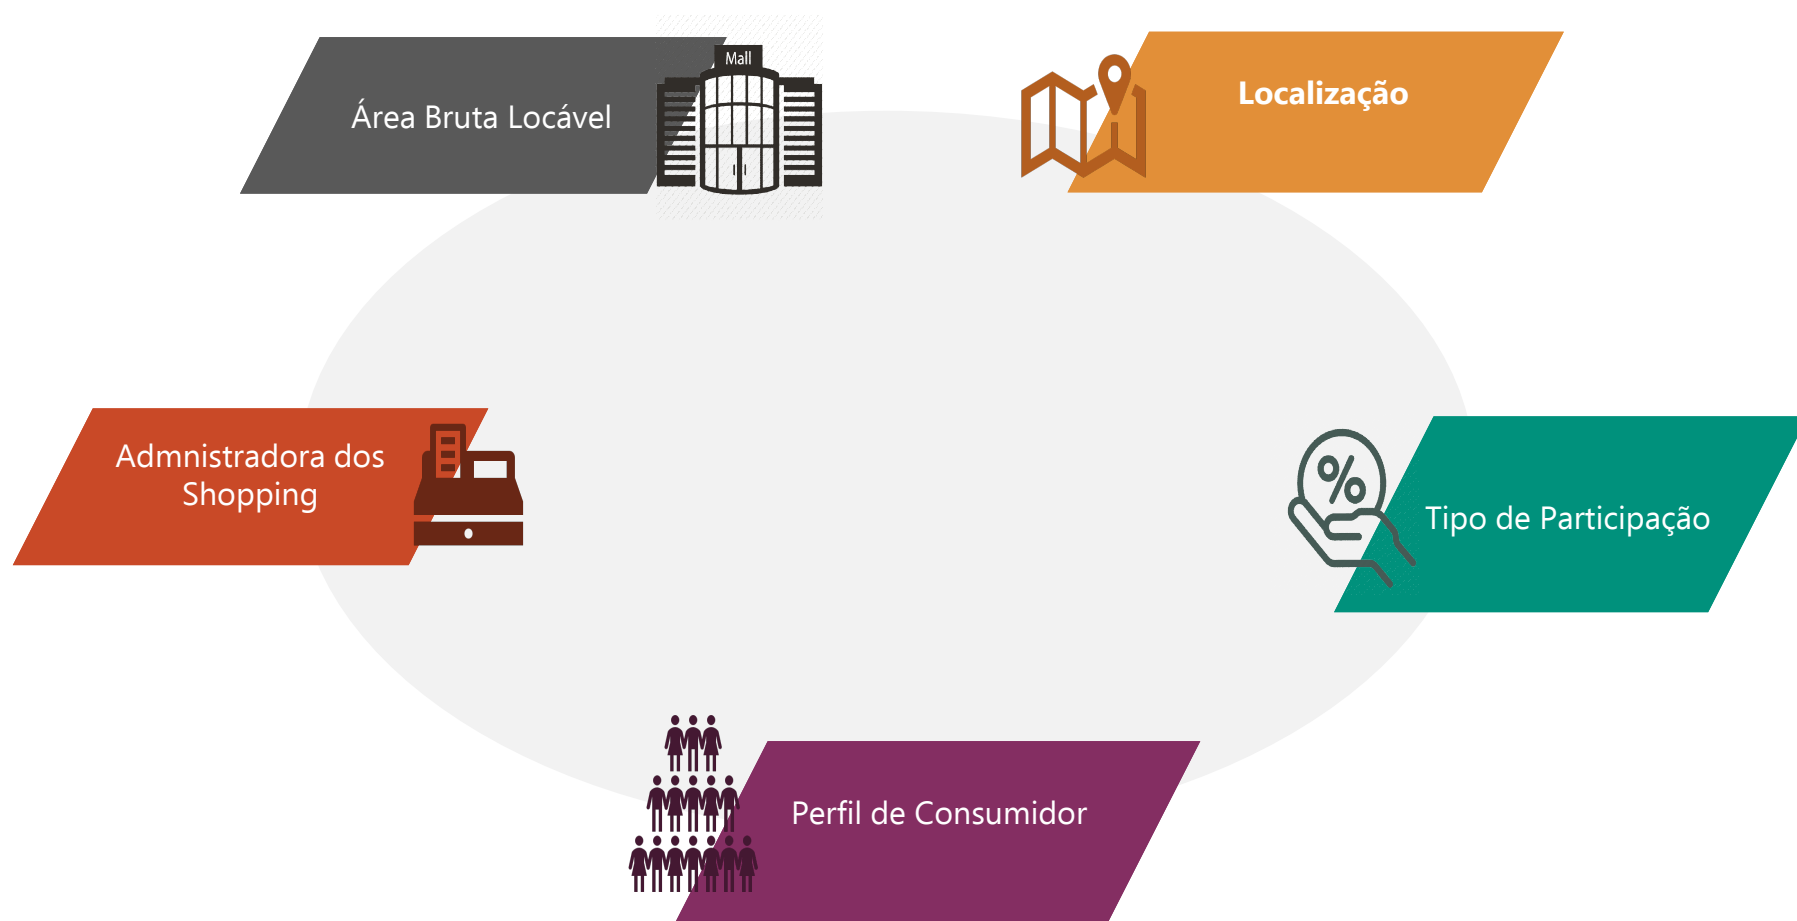 Mall
Área Bruta Locável
Localização
Admnistradora dos
Shopping
%
Tipo de Participação
Perfil de Consumidor